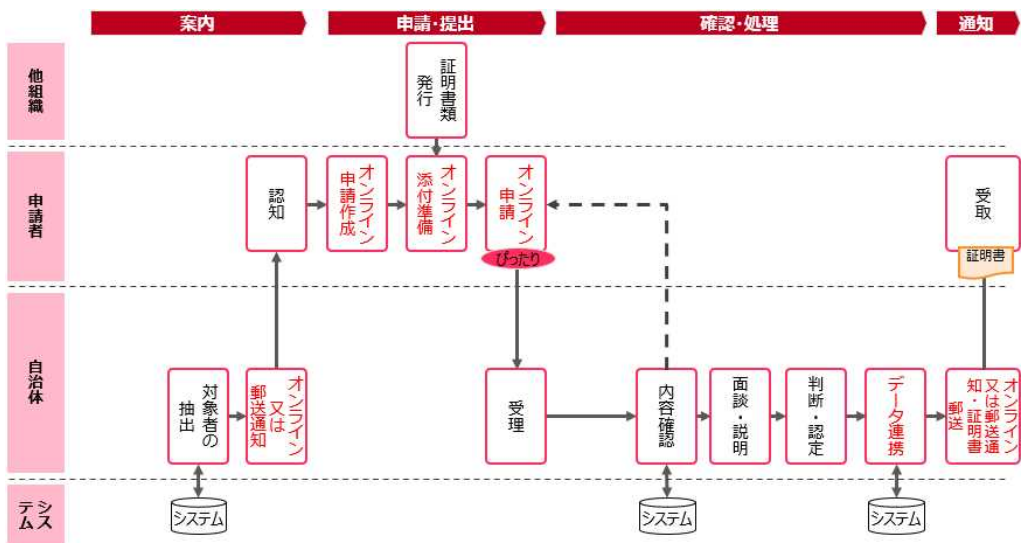 案内
申請・提出
確認・処理
通知
他組織
証明書類
発行
申請者
認知
オンライン
申請作成
オンライン
添付準備
オンライン
申請
ぴったり
受取
証明書
自治体
対象者の
抽出
オンライン
又は
郵送通知
受理
内容確認
面談・説明
判断・認定
データ連携
オンライン
又は郵送通
知・証明書
郵送
シス
テム
システム
システム
システム